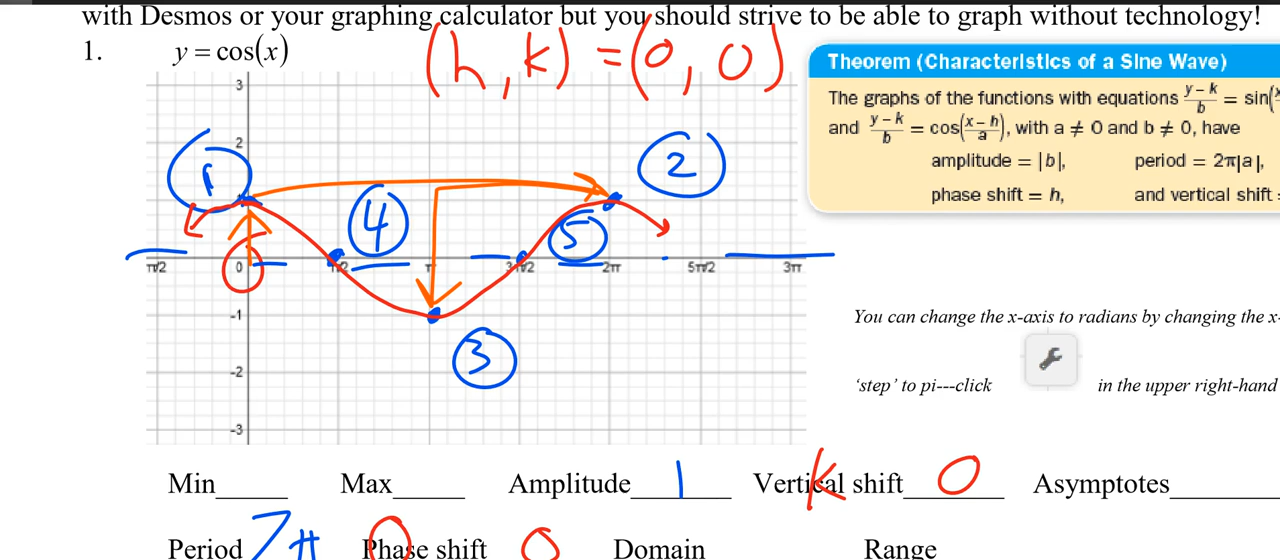 with Desmos or your graphing calculator but you should strive to be able to graph without technology!
1. y = cos(x)
(h, k) = (0, 0)
Theorem (Characteristics of a Sine Wave)
The graphs of the functions with equations (y − k)/b = sin(x
and (y − k)/b = cos((x − h)/a), with a ≠ 0 and b ≠ 0, have
amplitude = |b|, period = 2π|a|,
phase shift = h, and vertical shift =
3
2
1 2
4 5
π/2 0 π/2 π 3π/2 2π 5π/2 3π
0
-1
3
-2
-3
You can change the x-axis to radians by changing the x-
‘step’ to pi---click in the upper right-hand
Min______ Max______ Amplitude 1 Vertical shift 0 Asymptotes______
k
Period 2π Phase shift 0 Domain Range
0